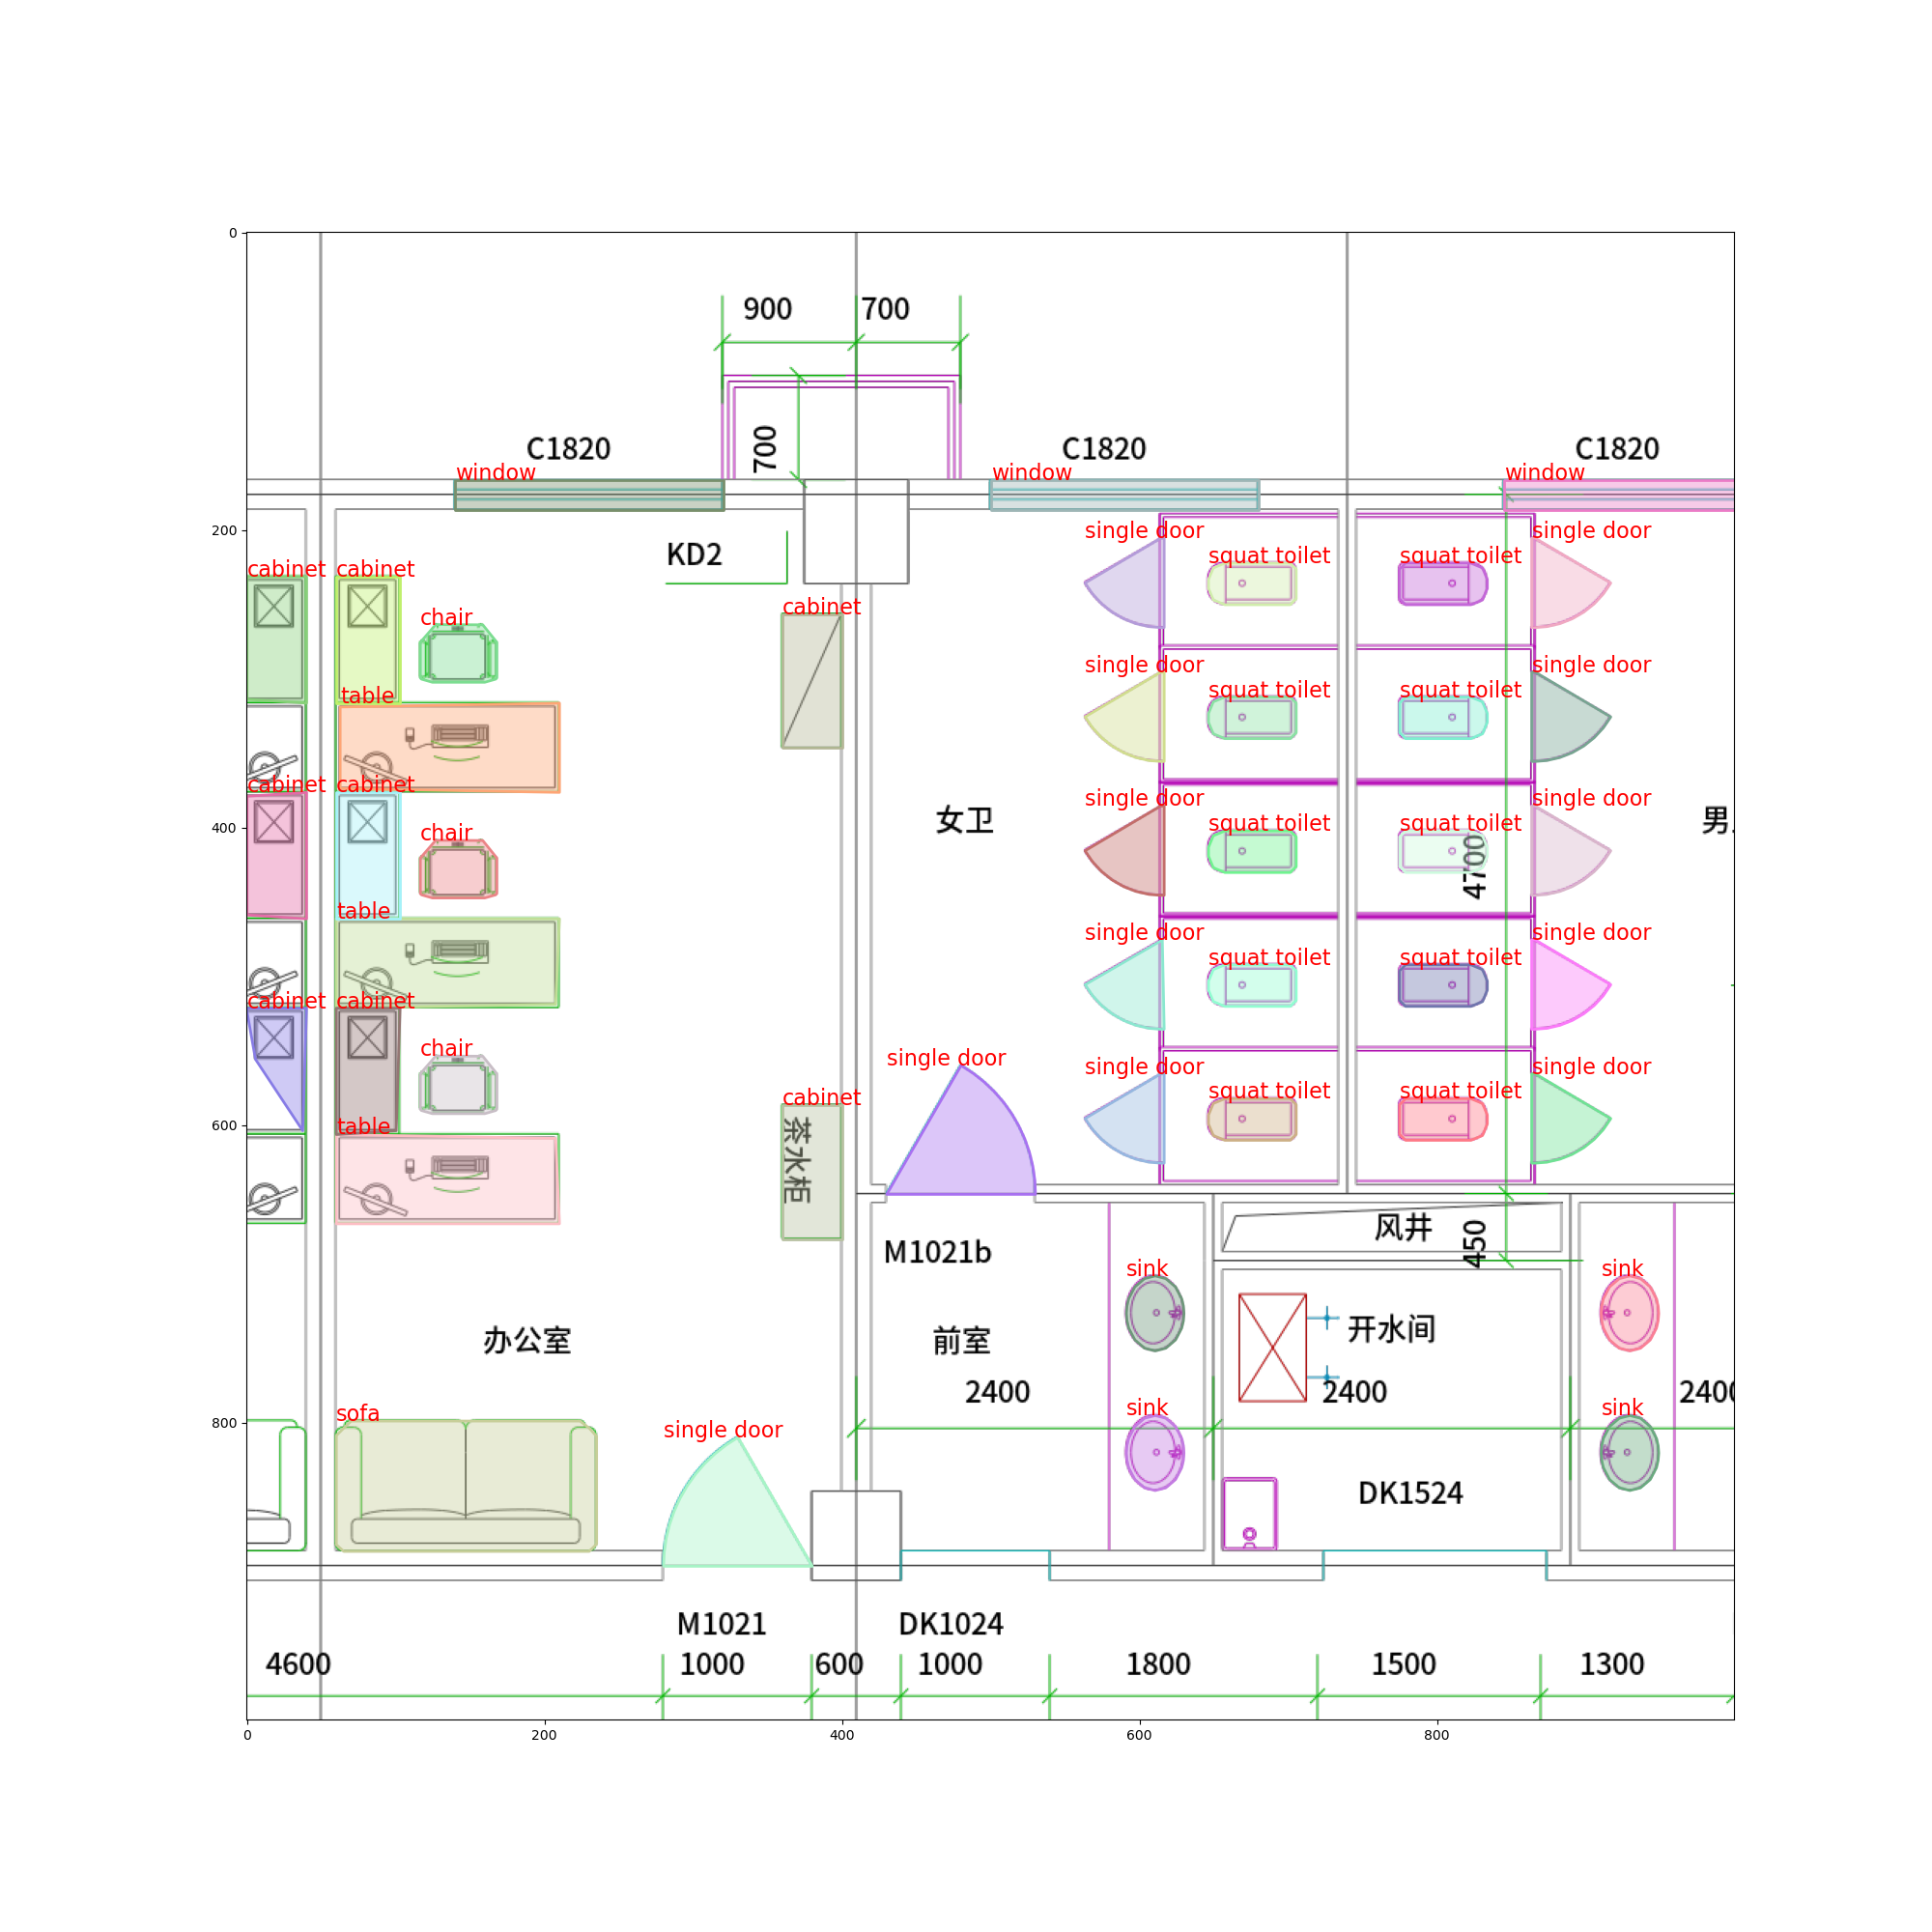 0
900 700
700
C1820 C1820 C1820
window window window
200
single door single door
KD2
squat toilet squat toilet
cabinet cabinet
cabinet
chair
single door single door
squat toilet squat toilet
table
女卫
男
400
cabinet cabinet
single door single door
squat toilet squat toilet
chair
4700
table
single door single door
squat toilet squat toilet
cabinet cabinet
chair
single door
single door single door
squat toilet squat toilet
cabinet
600
table
茶水柜
M1021b
风井
450
sink sink
办公室
前室
开水间
2400 2400 2400
800
sofa
sink sink
single door
DK1524
M1021 DK1024
4600 1000 600 1000 1800 1500 1300
0 200 400 600 800